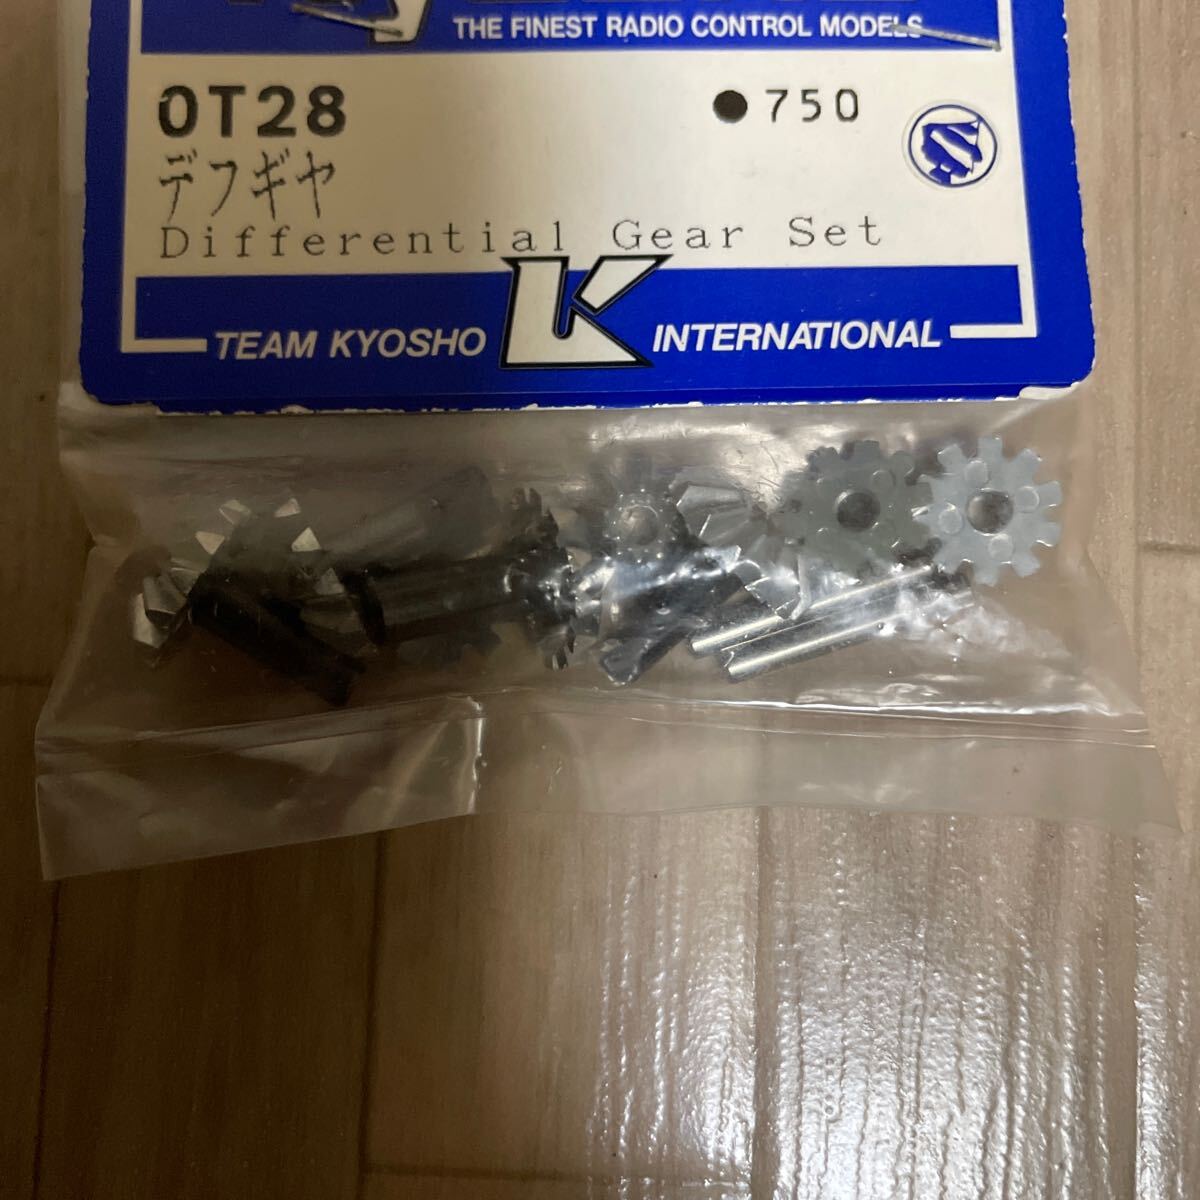 THE FINEST RADIO CONTROL MODELS
OT28 ●750
デフギヤ
Differential Gear Set
TEAM KYOSHO K INTERNATIONAL